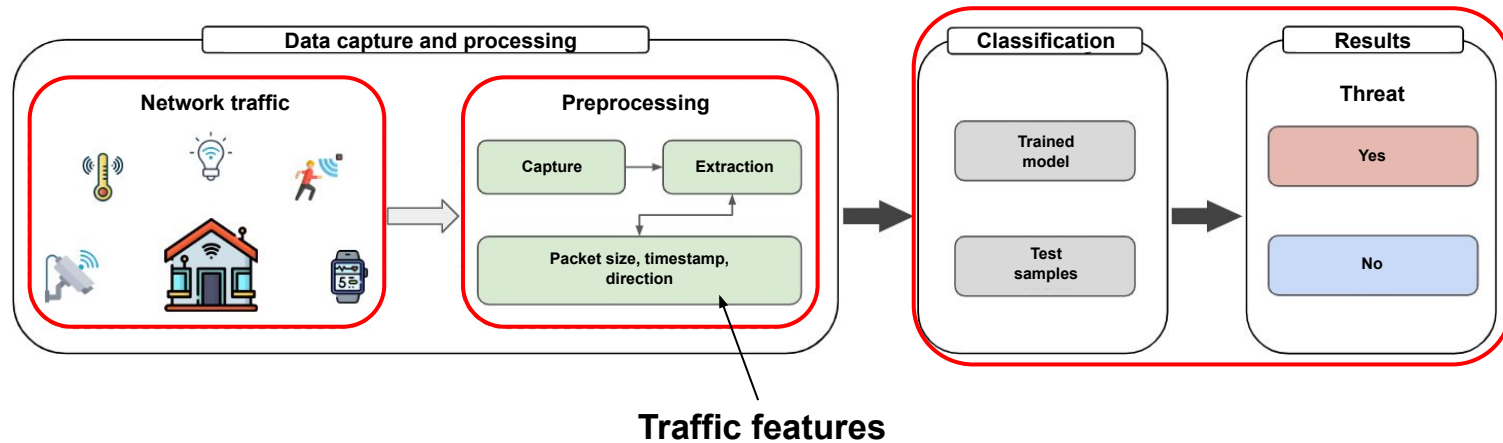 Data capture and processing
Network traffic
Preprocessing
Capture
Extraction
Packet size, timestamp,
direction
5
Classification
Trained
model
Test
samples
Results
Threat
Yes
No
Traffic features